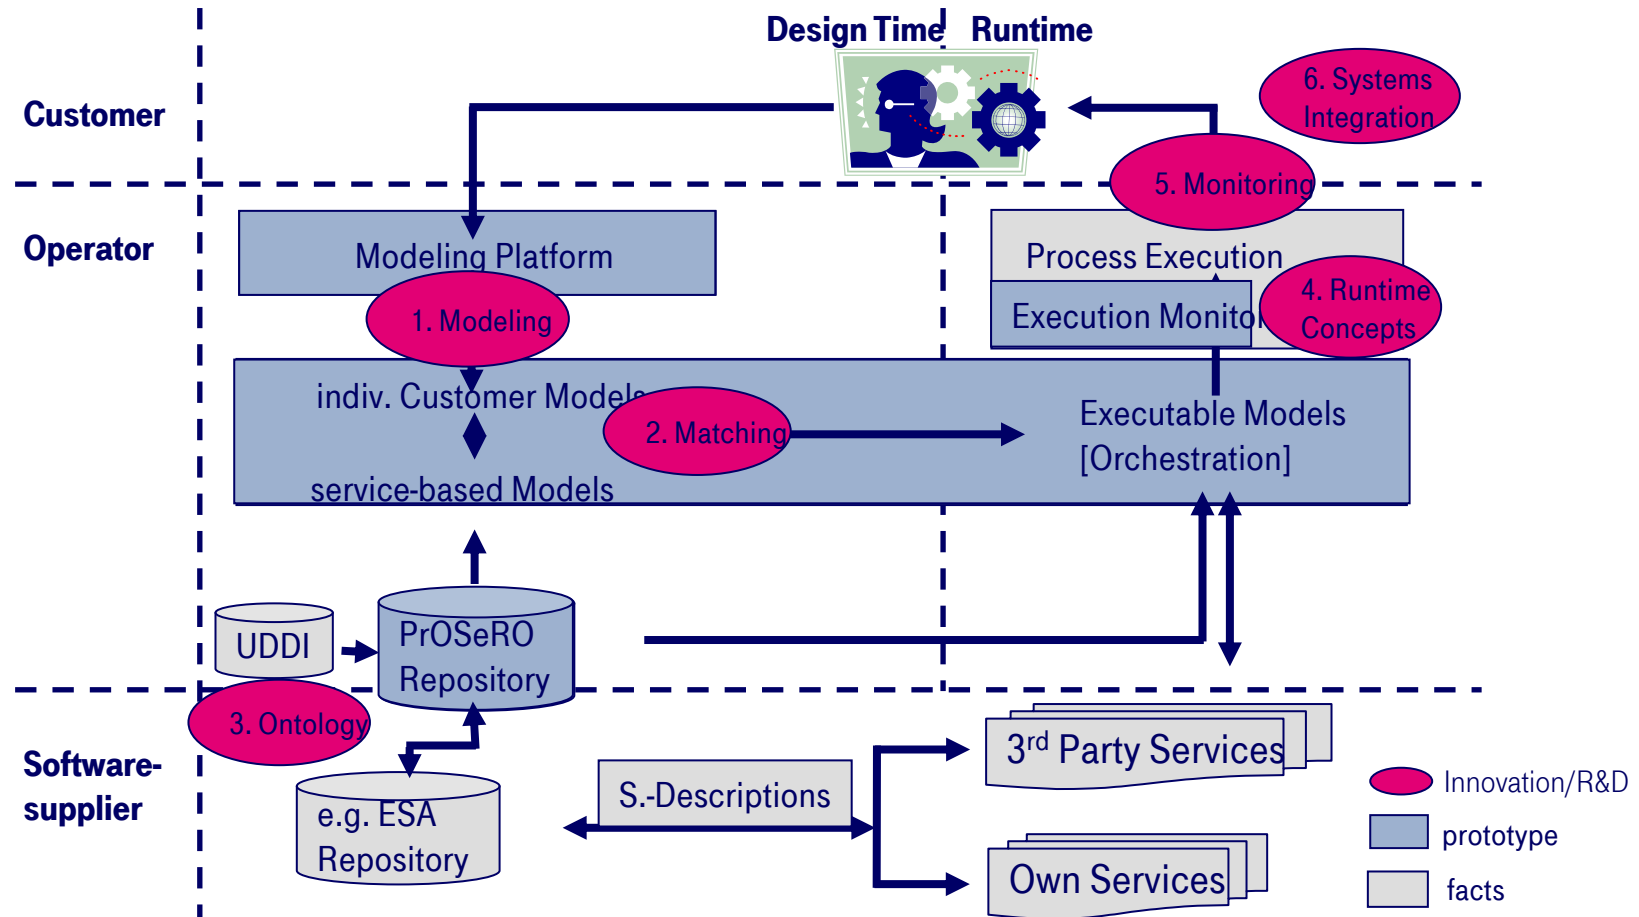 Design Time
Runtime
Customer
6. Systems
Integration
5. Monitoring
Operator
Modeling Platform
Process Execution
1. Modeling
Execution Monitor
4. Runtime
Concepts
indiv. Customer Models
2. Matching
Executable Models
[Orchestration]
service-based Models
UDDI
PrOSeRO
Repository
3. Ontology
Software-
supplier
e.g. ESA
Repository
S.-Descriptions
3rd Party Services
Own Services
Innovation/R&D
prototype
facts